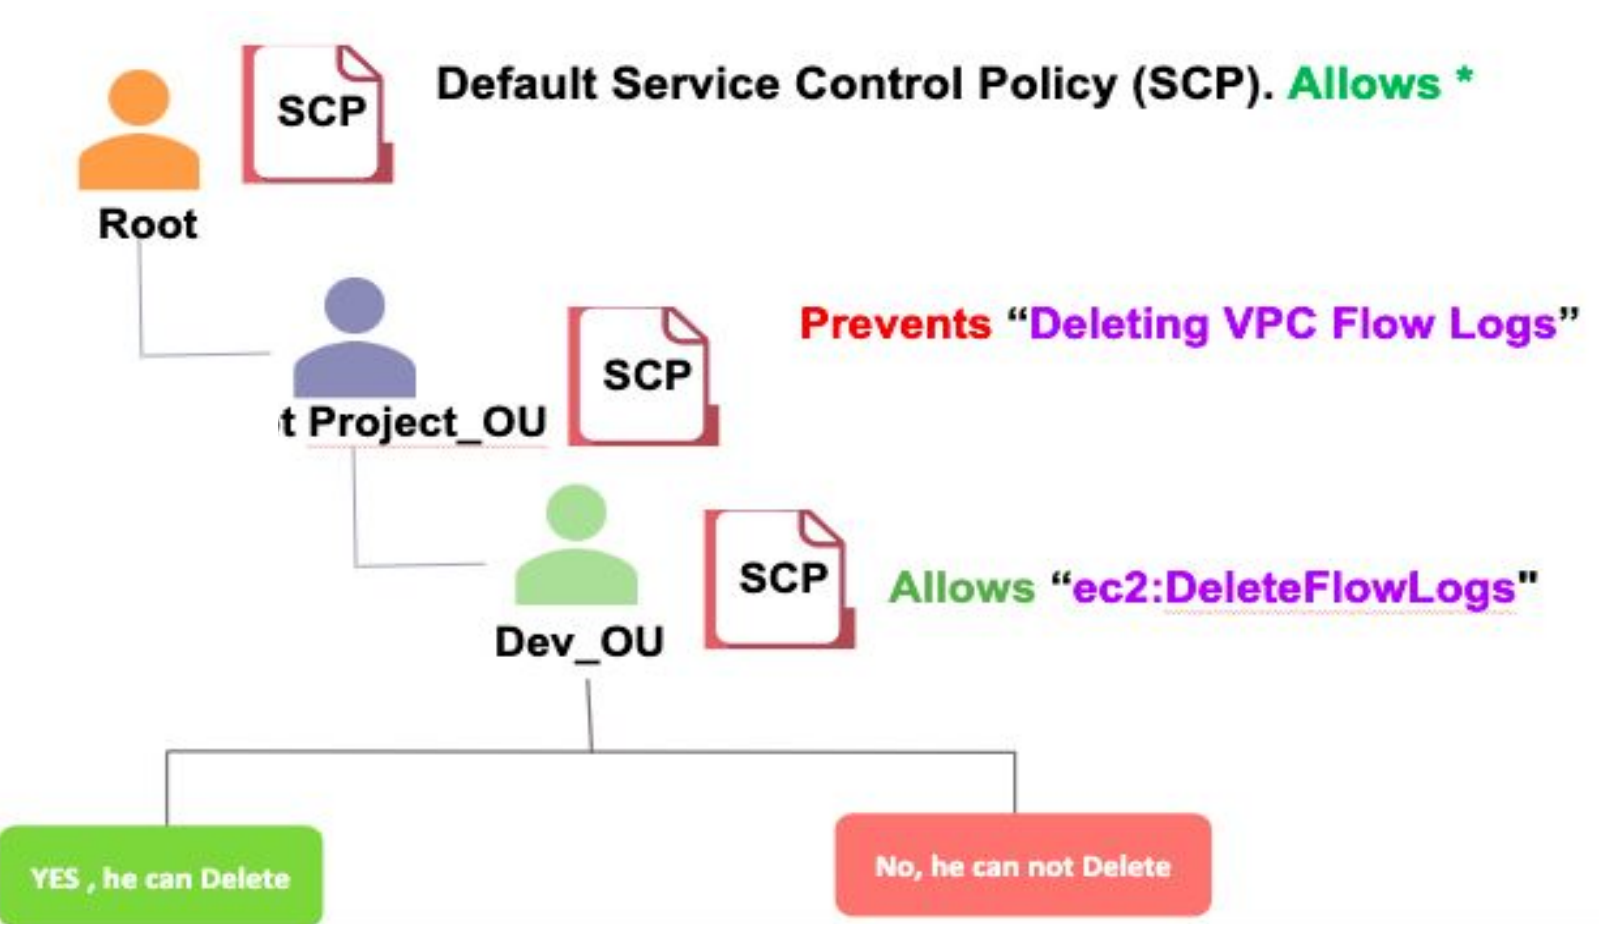 SCP
Default Service Control Policy (SCP). Allows *
Root
SCP
Prevents “Deleting VPC Flow Logs”
t Project_OU
SCP
Allows “ec2:DeleteFlowLogs"
Dev_OU
YES , he can Delete
No, he can not Delete